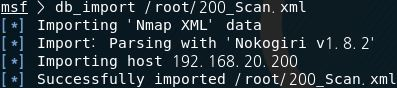 msf > db_import /root/200_Scan.xml
[*] Importing 'Nmap XML' data
[*] Import: Parsing with 'Nokogiri v1.8.2'
[*] Importing host 192.168.20.200
[*] Successfully imported /root/200_Scan.xml